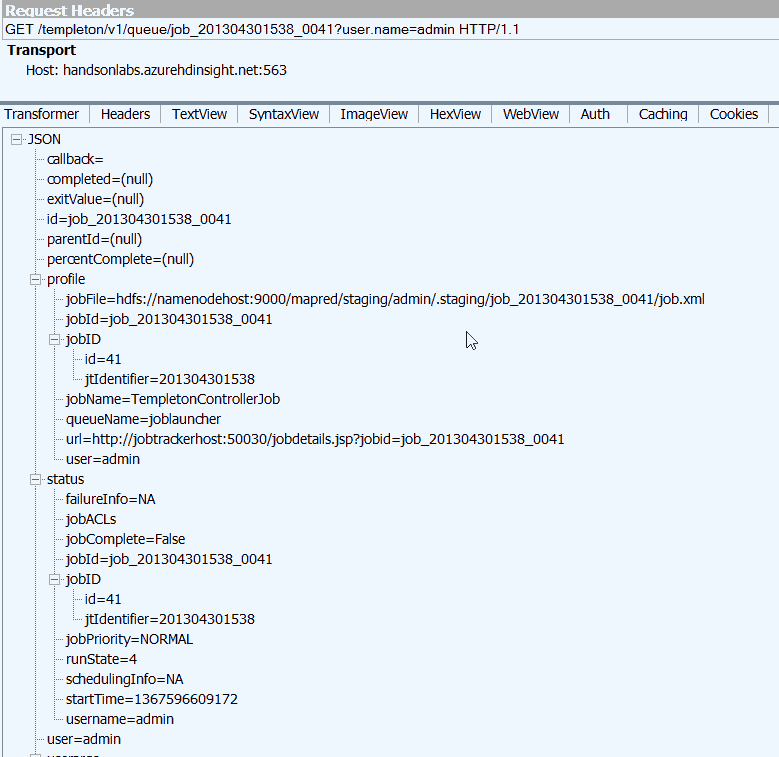 Request Headers
GET /templeton/v1/queue/job_201304301538_0041?user.name=admin HTTP/1.1
Transport
Host: handsonlabs.azurehdinsight.net:563
Transformer Headers TextView SyntaxView ImageView HexView WebView Auth Caching Cookies
JSON
callback=
completed=(null)
exitValue=(null)
id=job_201304301538_0041
parentId=(null)
percentComplete=(null)
profile
jobFile=hdfs://namenodehost:9000/mapred/staging/admin/.staging/job_201304301538_0041/job.xml
jobId=job_201304301538_0041
jobID
id=41
jtIdentifier=201304301538
jobName=TempletonControllerJob
queueName=joblauncher
url=http://jobtrackerhost:50030/jobdetails.jsp?jobid=job_201304301538_0041
user=admin
status
failureInfo=NA
jobACLs
jobComplete=False
jobId=job_201304301538_0041
jobID
id=41
jtIdentifier=201304301538
jobPriority=NORMAL
runState=4
schedulingInfo=NA
startTime=1367596609172
username=admin
user=admin